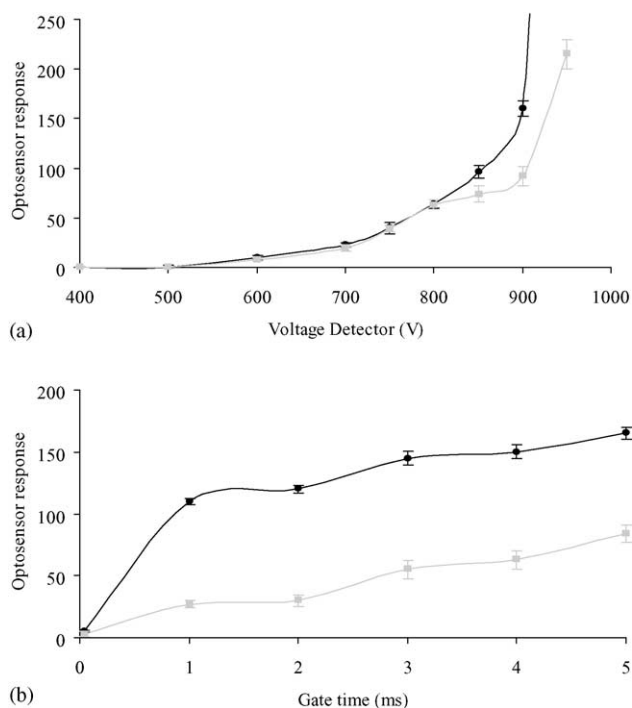 250
200
150
100
50
0
Optosensor response
400 500 600 700 800 900 1000
Voltage Detector (V)
(a)
200
150
100
50
0
Optosensor response
0 1 2 3 4 5
Gate time (ms)
(b)